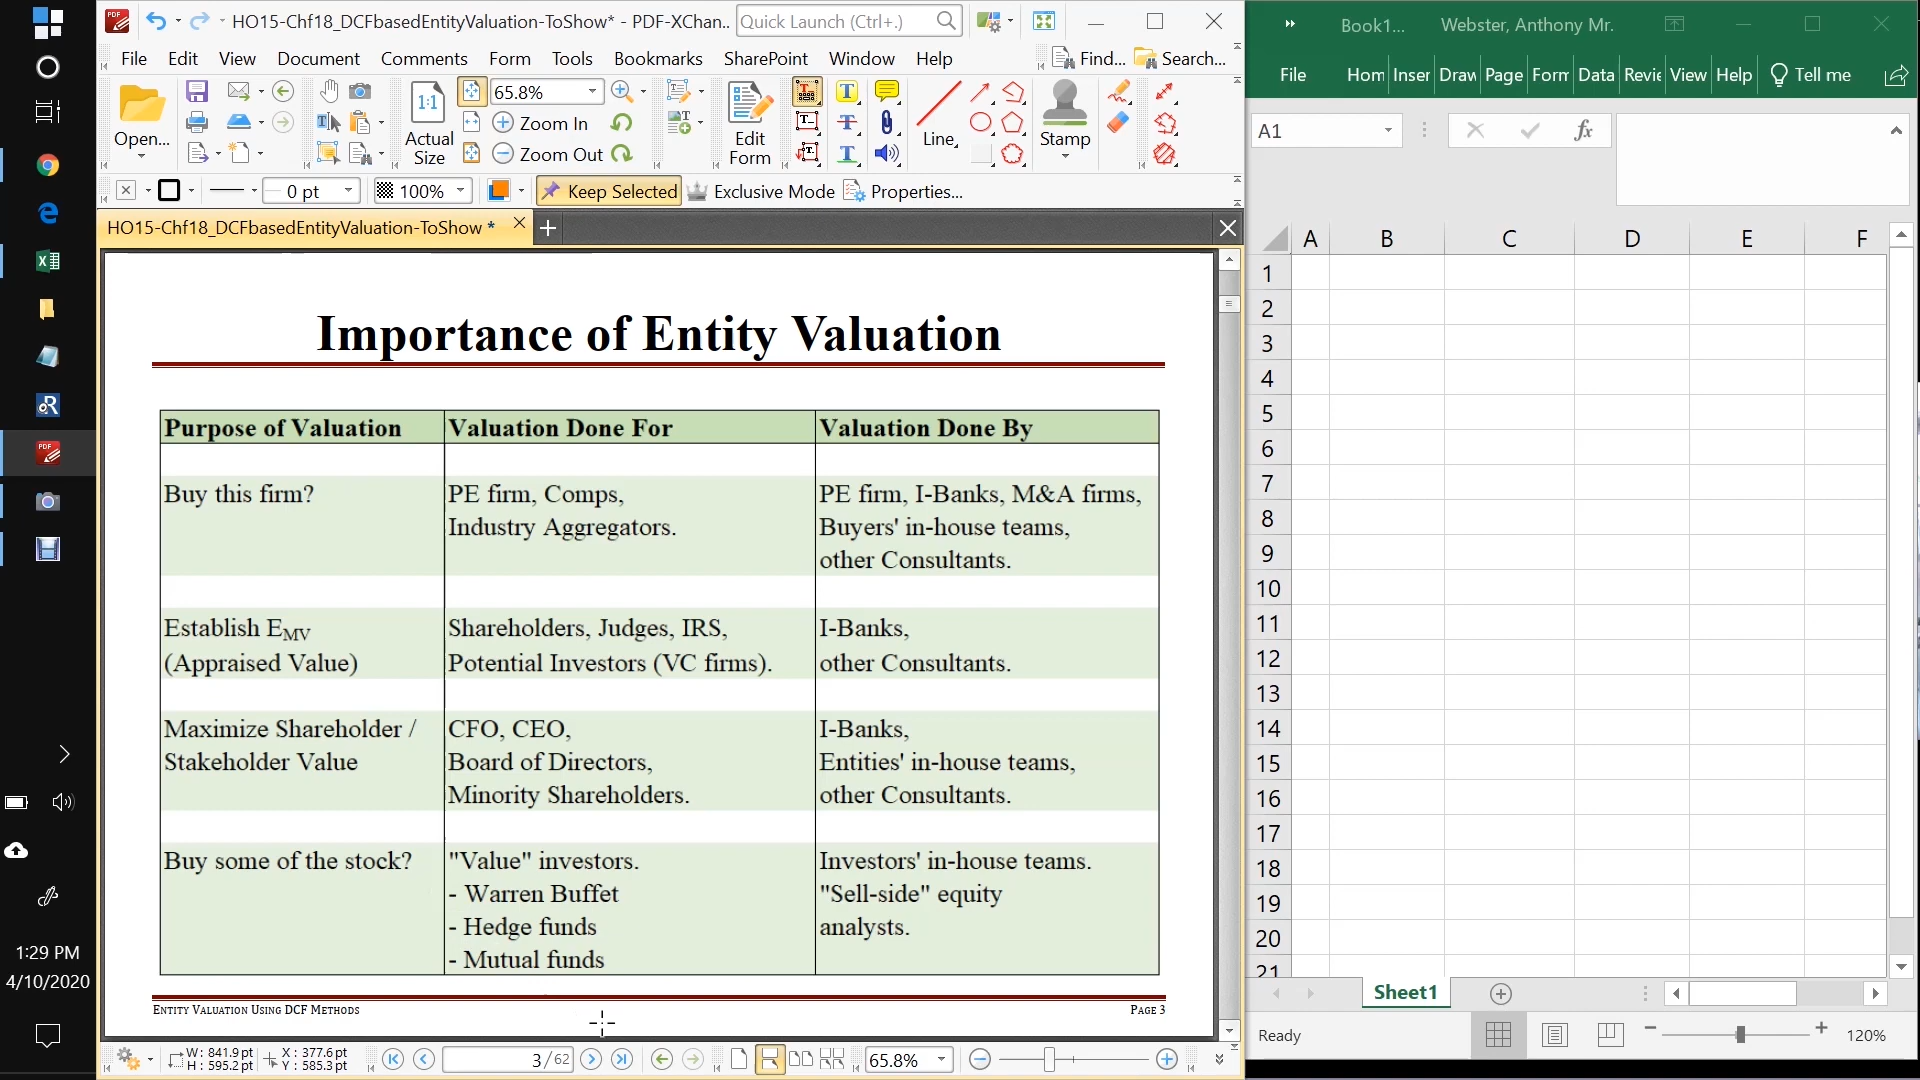 HO15-Chf18_DCFbasedEntityValuation-ToShow* - PDF-XChan...
Quick Launch (Ctrl+.)
File Edit View Document Comments Form Tools Bookmarks SharePoint Window Help
Find... Search...
Open...
1:1
Actual Size
65.8%
Zoom In
Zoom Out
Edit Form
Line
Stamp
0 pt
100%
Keep Selected
Exclusive Mode
Properties...
HO15-Chf18_DCFbasedEntityValuation-ToShow *
Importance of Entity Valuation
Purpose of Valuation Valuation Done For Valuation Done By
Buy this firm? PE firm, Comps, PE firm, I-Banks, M&A firms,
Industry Aggregators. Buyers' in-house teams,
other Consultants.
Establish EMV Shareholders, Judges, IRS, I-Banks,
(Appraised Value) Potential Investors (VC firms). other Consultants.
Maximize Shareholder / CFO, CEO, I-Banks,
Stakeholder Value Board of Directors, Entities' in-house teams,
Minority Shareholders. other Consultants.
Buy some of the stock? "Value" investors. Investors' in-house teams.
- Warren Buffet "Sell-side" equity
- Hedge funds analysts.
- Mutual funds
Entity Valuation Using DCF Methods Page 3
W: 841.9 pt X: 377.6 pt
H: 595.2 pt Y: 585.3 pt
3 / 62
65.8%
1:29 PM
4/10/2020
Book1... Webster, Anthony Mr.
File Hom Inser Draw Page Form Data Revie View Help Tell me
A1
fx
A B C D E F
1
2
3
4
5
6
7
8
9
10
11
12
13
14
15
16
17
18
19
20
21
Sheet1
Ready
120%